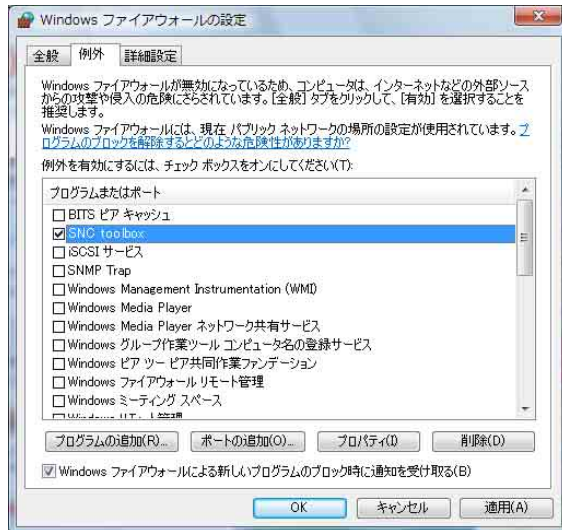 Windows ファイアウォールの設定
全般 例外 詳細設定
Windows ファイアウォールが無効になっているため、コンピュータは、インターネットなどの外部ソース
からの攻撃や侵入の危険にさらされています。[全般] タブをクリックして、[有効] を選択することを
推奨します。
Windows ファイアウォールには、現在 パブリック ネットワークの場所の設定が使用されています。プ
ログラムのブロックを解除するとどのような危険性がありますか?
例外を有効にするには、チェック ボックスをオンにしてください(T):
プログラムまたはポート
BITS ピア キャッシュ
SNC toolbox
iSCSI サービス
SNMP Trap
Windows Management Instrumentation (WMI)
Windows Media Player
Windows Media Player ネットワーク共有サービス
Windows グループ作業ツール コンピュータ名の登録サービス
Windows ピア ツー ピア共同作業ファンデーション
Windows ファイアウォール リモート管理
Windows ミーティング スペース
Windows リモート管理
プログラムの追加(R)... ポートの追加(O)... プロパティ(I) 削除(D)
Windows ファイアウォールによる新しいプログラムのブロック時に通知を受け取る(B)
OK キャンセル 適用(A)